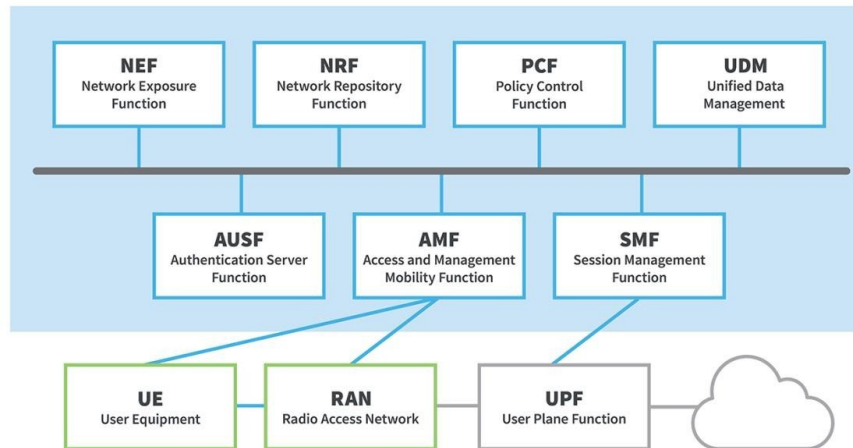 NEF
Network Exposure
Function
NRF
Network Repository
Function
PCF
Policy Control
Function
UDM
Unified Data
Management
AUSF
Authentication Server
Function
AMF
Access and Management
Mobility Function
SMF
Session Management
Function
UE
User Equipment
RAN
Radio Access Network
UPF
User Plane Function